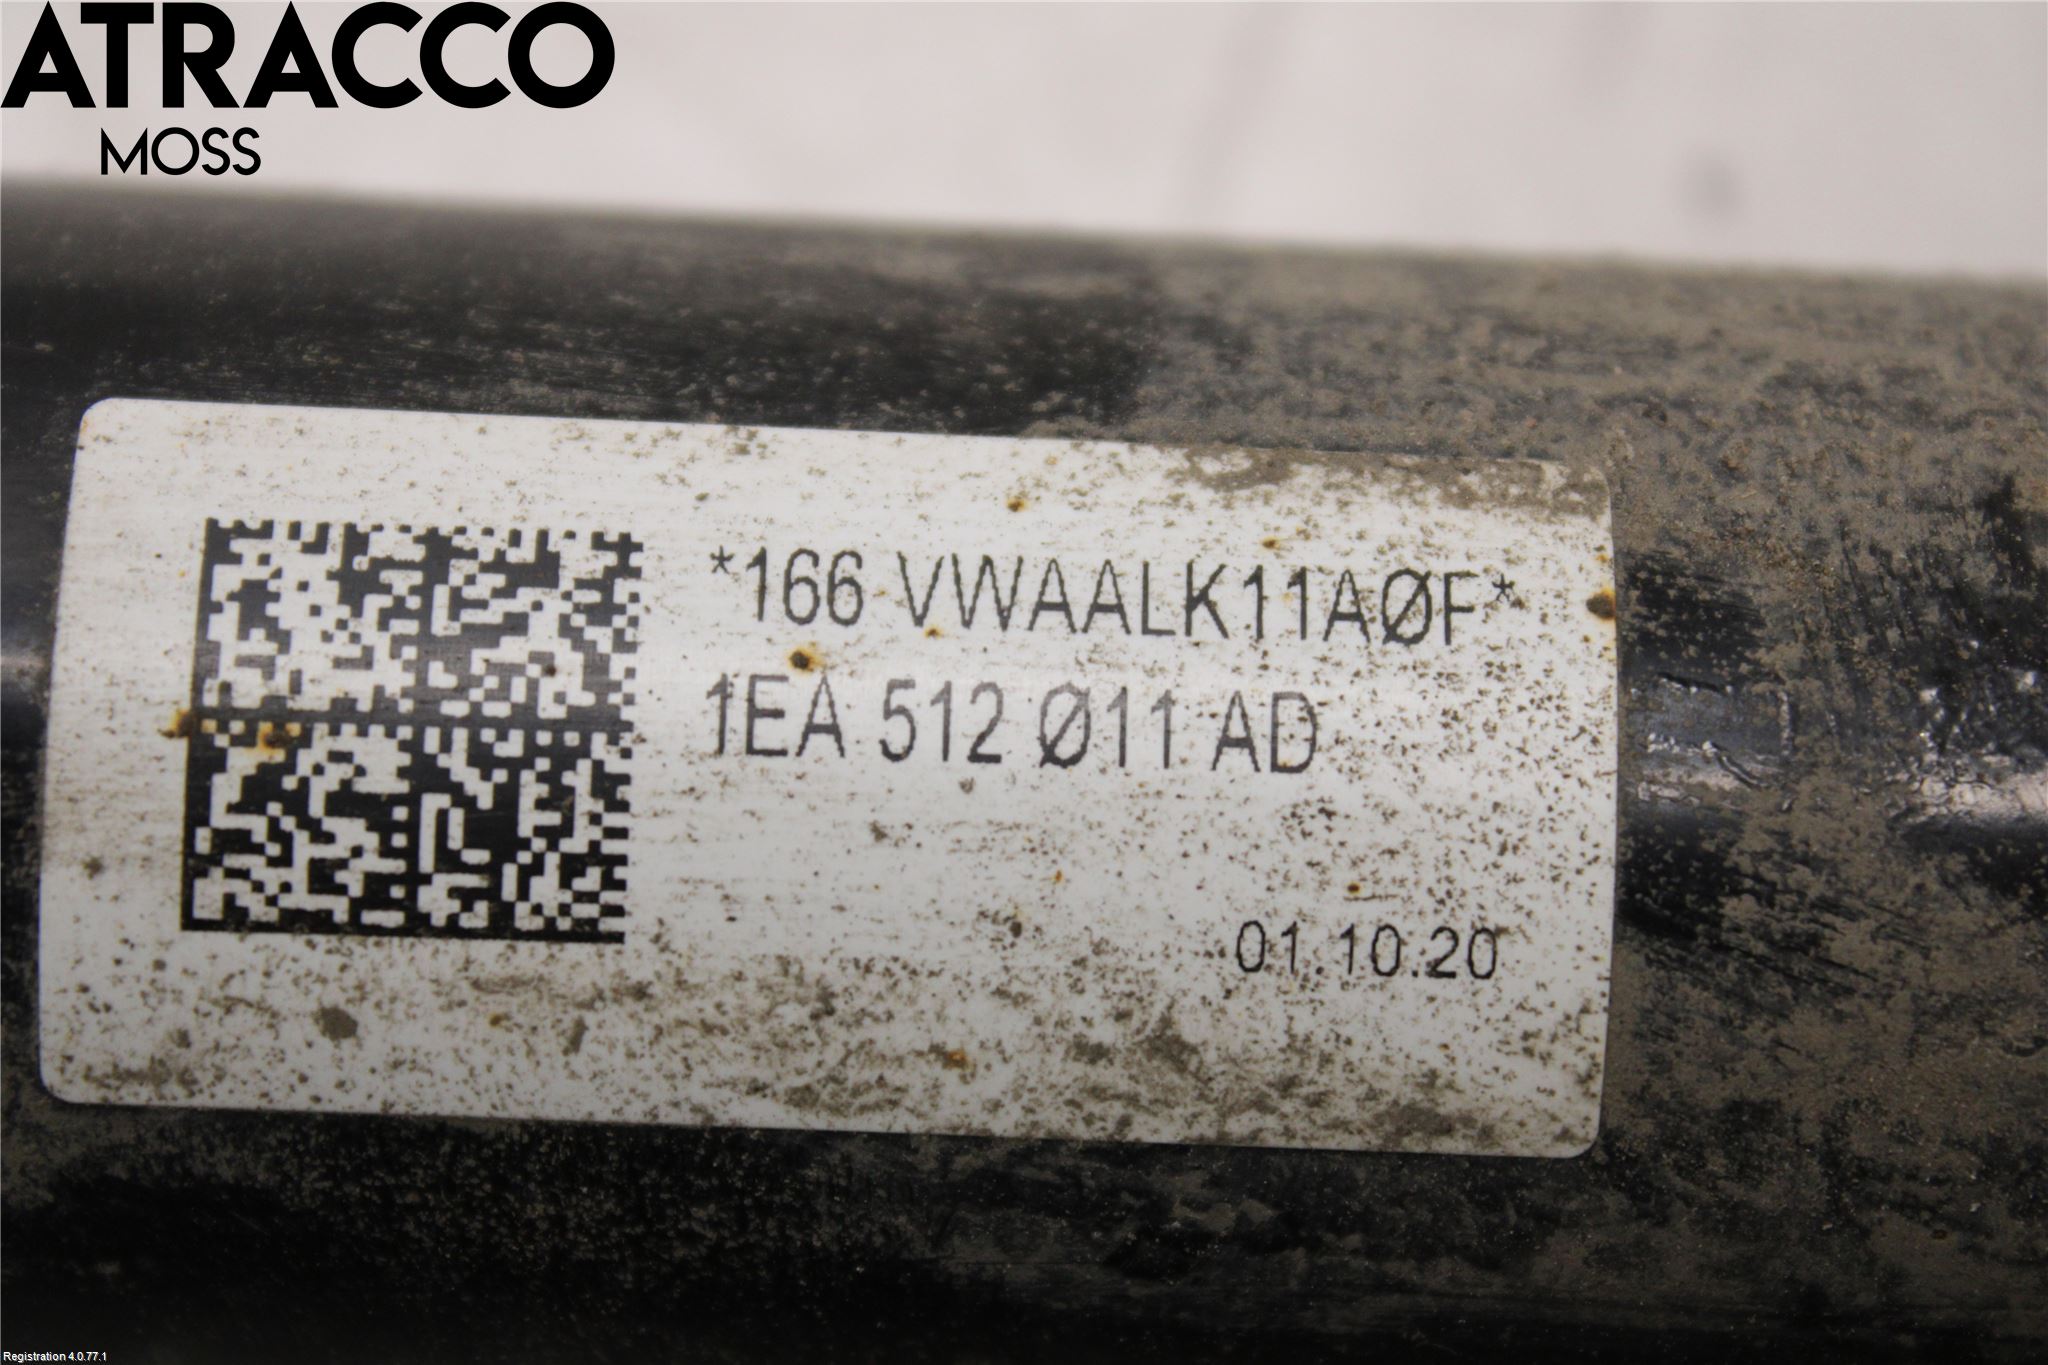 ATRACCO
MOSS
*166 VWAALK11AØF*
1EA 512 Ø11 AD
01.10.20
Registration 4.0.77.1